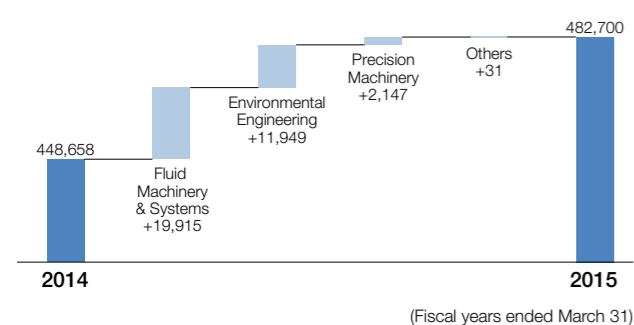 448,658
Fluid
Machinery
& Systems
+19,915
Environmental
Engineering
+11,949
Precision
Machinery
+2,147
Others
+31
482,700
2014
2015
(Fiscal years ended March 31)